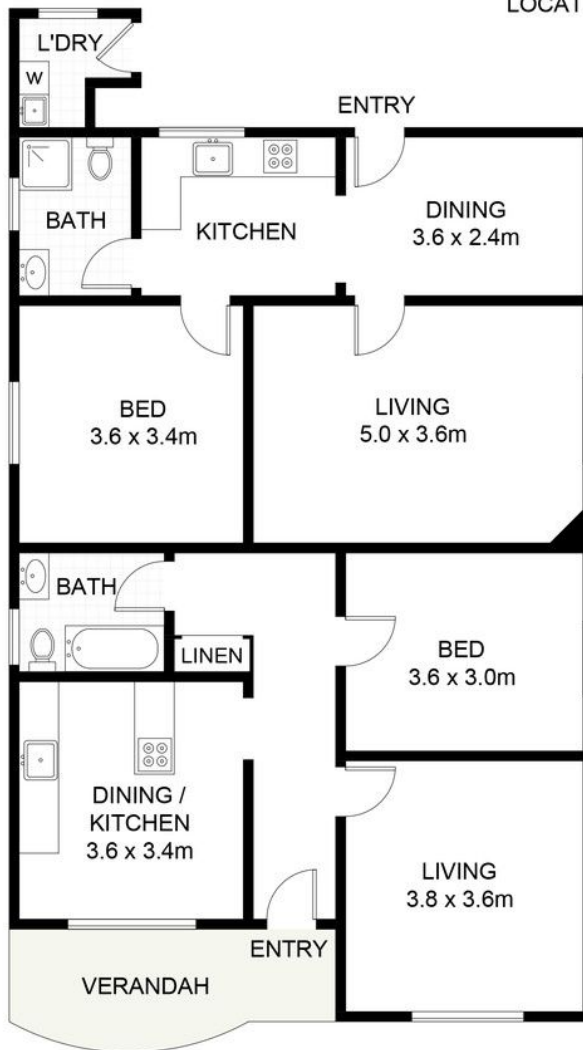 LOCAT
L'DRY
W
ENTRY
BATH
KITCHEN
DINING
3.6 x 2.4m
BED
3.6 x 3.4m
LIVING
5.0 x 3.6m
BATH
LINEN
BED
3.6 x 3.0m
DINING /
KITCHEN
3.6 x 3.4m
LIVING
3.8 x 3.6m
ENTRY
VERANDAH